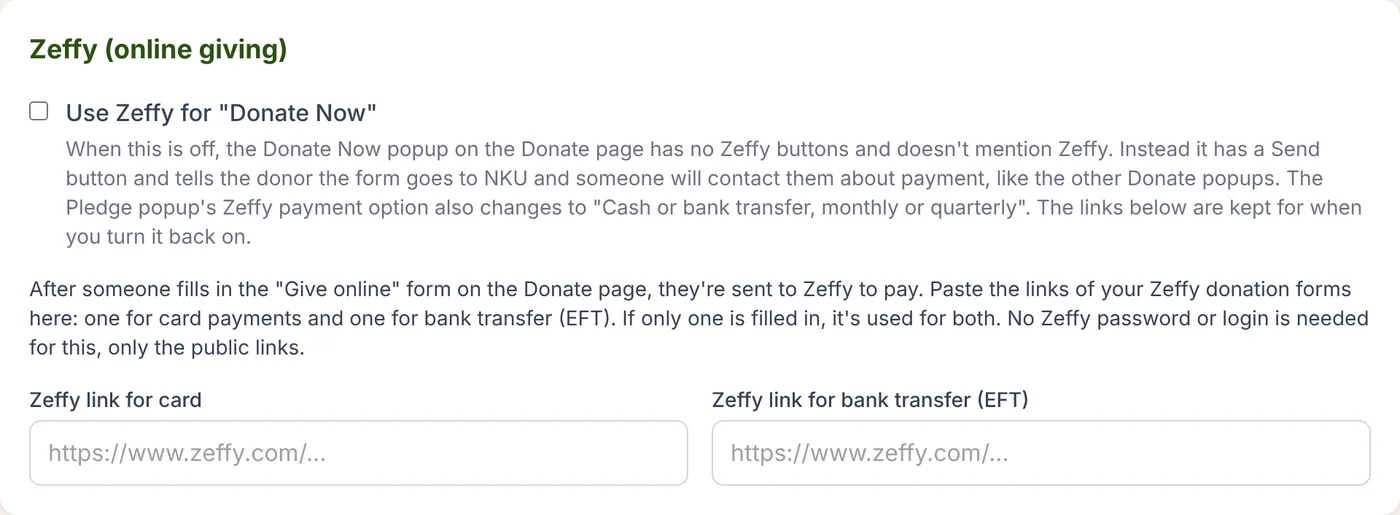 Zeffy (online giving)
Use Zeffy for "Donate Now"
When this is off, the Donate Now popup on the Donate page has no Zeffy buttons and doesn't mention Zeffy. Instead it has a Send
button and tells the donor the form goes to NKU and someone will contact them about payment, like the other Donate popups. The
Pledge popup's Zeffy payment option also changes to "Cash or bank transfer, monthly or quarterly". The links below are kept for when
you turn it back on.
After someone fills in the "Give online" form on the Donate page, they're sent to Zeffy to pay. Paste the links of your Zeffy donation forms
here: one for card payments and one for bank transfer (EFT). If only one is filled in, it's used for both. No Zeffy password or login is needed
for this, only the public links.
Zeffy link for card
Zeffy link for bank transfer (EFT)
https://www.zeffy.com/...
https://www.zeffy.com/...